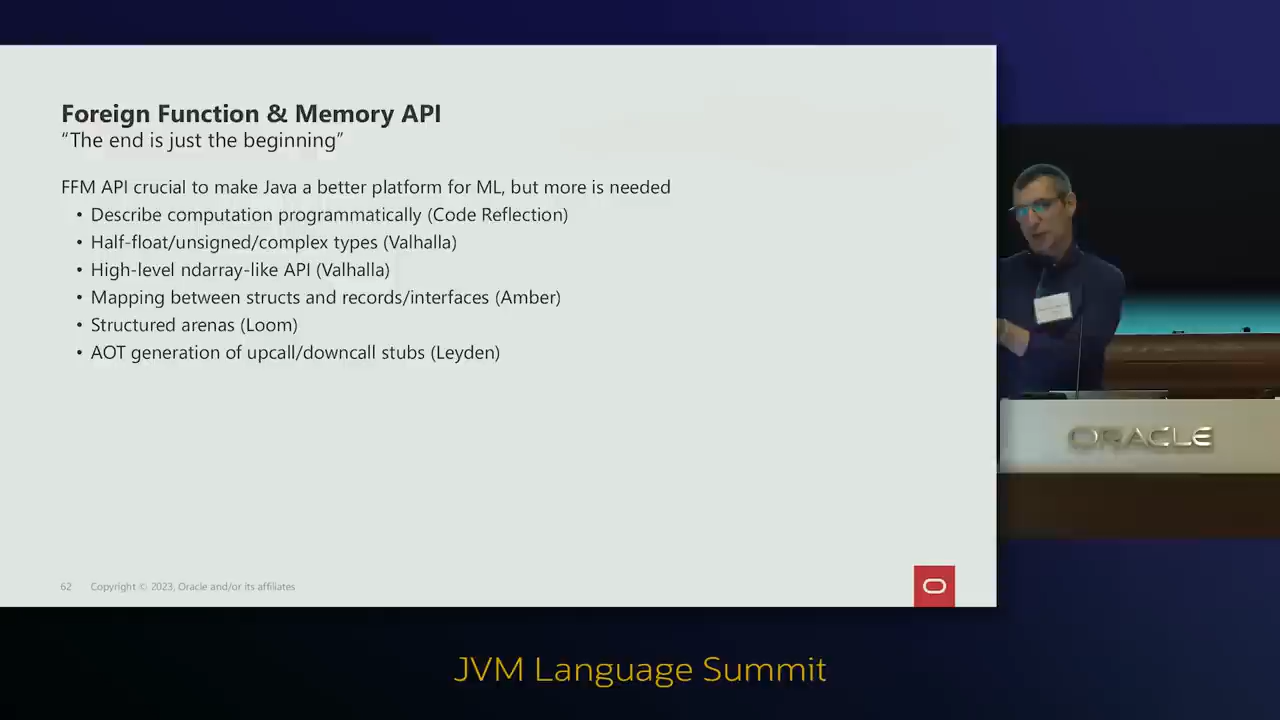 Foreign Function & Memory API
“The end is just the beginning”
FFM API crucial to make Java a better platform for ML, but more is needed
• Describe computation programmatically (Code Reflection)
• Half-float/unsigned/complex types (Valhalla)
• High-level ndarray-like API (Valhalla)
• Mapping between structs and records/interfaces (Amber)
• Structured arenas (Loom)
• AOT generation of upcall/downcall stubs (Leyden)
62 Copyright © 2023, Oracle and/or its affiliates
ORACLE
JVM Language Summit